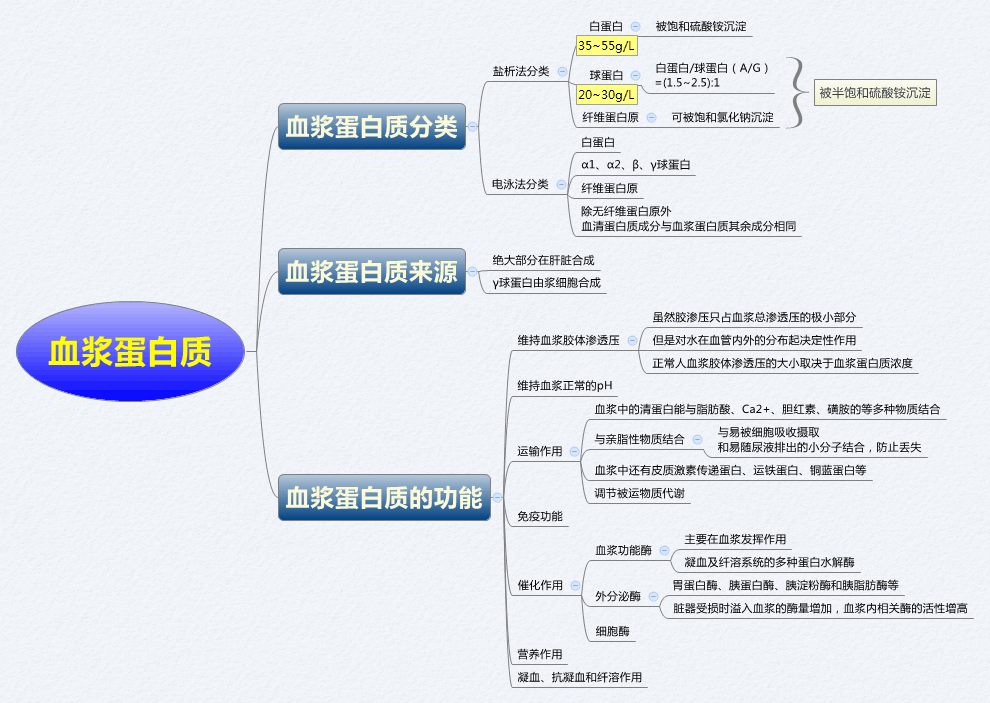 血浆蛋白质
血浆蛋白质分类
盐析法分类
白蛋白
35~55g/L
被饱和硫酸铵沉淀
球蛋白
20~30g/L
白蛋白/球蛋白（A/G）
=(1.5~2.5):1
纤维蛋白原
可被饱和氯化钠沉淀
被半饱和硫酸铵沉淀
电泳法分类
白蛋白
α1、α2、β、γ球蛋白
纤维蛋白原
除无纤维蛋白原外
血清蛋白质成分与血浆蛋白质其余成分相同
血浆蛋白质来源
绝大部分在肝脏合成
γ球蛋白由浆细胞合成
血浆蛋白质的功能
维持血浆胶体渗透压
虽然胶渗压只占血浆总渗透压的极小部分
但是对水在血管内外的分布起决定性作用
正常人血浆胶体渗透压的大小取决于血浆蛋白质浓度
维持血浆正常的pH
运输作用
血浆中的清蛋白能与脂肪酸、Ca2+、胆红素、磺胺的等多种物质结合
与亲脂性物质结合
与易被细胞吸收摄取
和易随尿液排出的小分子结合，防止丢失
血浆中还有皮质激素传递蛋白、运铁蛋白、铜蓝蛋白等
调节被运物质代谢
免疫功能
催化作用
血浆功能酶
主要在血浆发挥作用
凝血及纤溶系统的多种蛋白水解酶
外分泌酶
胃蛋白酶、胰蛋白酶、胰淀粉酶和胰脂肪酶等
脏器受损时溢入血浆的酶量增加，血浆内相关酶的活性增高
细胞酶
营养作用
凝血、抗凝血和纤溶作用